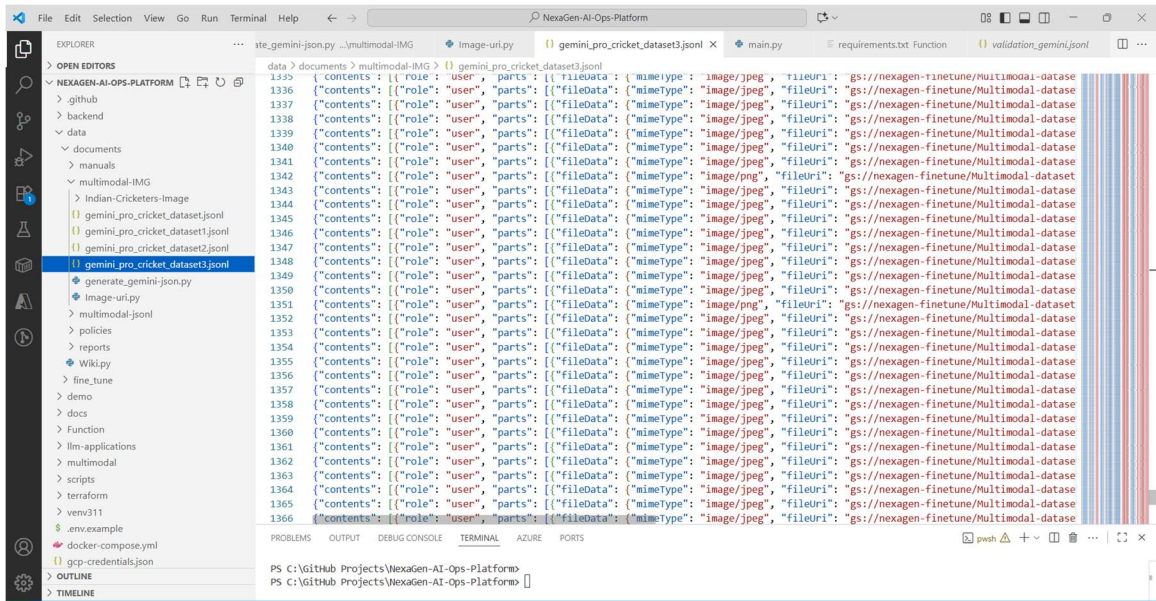 File Edit Selection View Go Run Terminal Help
NexaGen-AI-Ops-Platform
EXPLORER
ate_gemini-json.py ...\multimodal-IMG
Image-uri.py
{} gemini_pro_cricket_dataset3.jsonl
main.py
requirements.txt Function
{} validation_gemini.jsonl
data > documents > multimodal-IMG > {} gemini_pro_cricket_dataset3.jsonl
> OPEN EDITORS
NEXAGEN-AI-OPS-PLATFORM
> .github
> backend
data
documents
> manuals
multimodal-IMG
> Indian-Cricketers-Image
{} gemini_pro_cricket_dataset.jsonl
{} gemini_pro_cricket_dataset1.jsonl
{} gemini_pro_cricket_dataset2.jsonl
{} gemini_pro_cricket_dataset3.jsonl
generate_gemini-json.py
Image-uri.py
> multimodal-jsonl
> policies
> reports
Wiki.py
> fine_tune
> demo
> docs
> Function
> llm-applications
> multimodal
> scripts
> terraform
> venv311
$ .env.example
docker-compose.yml
{} gcp-credentials.json
> OUTLINE
> TIMELINE
1335 {"contents": [{"role": "user", "parts": [{"fileData": {"mimeType": "image/jpeg", "fileUri": "gs://nexagen-finetune/Multimodal-datase
1336 {"contents": [{"role": "user", "parts": [{"fileData": {"mimeType": "image/jpeg", "fileUri": "gs://nexagen-finetune/Multimodal-datase
1337 {"contents": [{"role": "user", "parts": [{"fileData": {"mimeType": "image/jpeg", "fileUri": "gs://nexagen-finetune/Multimodal-datase
1338 {"contents": [{"role": "user", "parts": [{"fileData": {"mimeType": "image/jpeg", "fileUri": "gs://nexagen-finetune/Multimodal-datase
1339 {"contents": [{"role": "user", "parts": [{"fileData": {"mimeType": "image/jpeg", "fileUri": "gs://nexagen-finetune/Multimodal-datase
1340 {"contents": [{"role": "user", "parts": [{"fileData": {"mimeType": "image/jpeg", "fileUri": "gs://nexagen-finetune/Multimodal-datase
1341 {"contents": [{"role": "user", "parts": [{"fileData": {"mimeType": "image/jpeg", "fileUri": "gs://nexagen-finetune/Multimodal-datase
1342 {"contents": [{"role": "user", "parts": [{"fileData": {"mimeType": "image/png", "fileUri": "gs://nexagen-finetune/Multimodal-dataset
1343 {"contents": [{"role": "user", "parts": [{"fileData": {"mimeType": "image/jpeg", "fileUri": "gs://nexagen-finetune/Multimodal-datase
1344 {"contents": [{"role": "user", "parts": [{"fileData": {"mimeType": "image/jpeg", "fileUri": "gs://nexagen-finetune/Multimodal-datase
1345 {"contents": [{"role": "user", "parts": [{"fileData": {"mimeType": "image/jpeg", "fileUri": "gs://nexagen-finetune/Multimodal-datase
1346 {"contents": [{"role": "user", "parts": [{"fileData": {"mimeType": "image/jpeg", "fileUri": "gs://nexagen-finetune/Multimodal-datase
1347 {"contents": [{"role": "user", "parts": [{"fileData": {"mimeType": "image/jpeg", "fileUri": "gs://nexagen-finetune/Multimodal-datase
1348 {"contents": [{"role": "user", "parts": [{"fileData": {"mimeType": "image/jpeg", "fileUri": "gs://nexagen-finetune/Multimodal-datase
1349 {"contents": [{"role": "user", "parts": [{"fileData": {"mimeType": "image/jpeg", "fileUri": "gs://nexagen-finetune/Multimodal-datase
1350 {"contents": [{"role": "user", "parts": [{"fileData": {"mimeType": "image/jpeg", "fileUri": "gs://nexagen-finetune/Multimodal-datase
1351 {"contents": [{"role": "user", "parts": [{"fileData": {"mimeType": "image/png", "fileUri": "gs://nexagen-finetune/Multimodal-dataset
1352 {"contents": [{"role": "user", "parts": [{"fileData": {"mimeType": "image/jpeg", "fileUri": "gs://nexagen-finetune/Multimodal-datase
1353 {"contents": [{"role": "user", "parts": [{"fileData": {"mimeType": "image/jpeg", "fileUri": "gs://nexagen-finetune/Multimodal-datase
1354 {"contents": [{"role": "user", "parts": [{"fileData": {"mimeType": "image/jpeg", "fileUri": "gs://nexagen-finetune/Multimodal-datase
1355 {"contents": [{"role": "user", "parts": [{"fileData": {"mimeType": "image/jpeg", "fileUri": "gs://nexagen-finetune/Multimodal-datase
1356 {"contents": [{"role": "user", "parts": [{"fileData": {"mimeType": "image/jpeg", "fileUri": "gs://nexagen-finetune/Multimodal-datase
1357 {"contents": [{"role": "user", "parts": [{"fileData": {"mimeType": "image/jpeg", "fileUri": "gs://nexagen-finetune/Multimodal-datase
1358 {"contents": [{"role": "user", "parts": [{"fileData": {"mimeType": "image/jpeg", "fileUri": "gs://nexagen-finetune/Multimodal-datase
1359 {"contents": [{"role": "user", "parts": [{"fileData": {"mimeType": "image/jpeg", "fileUri": "gs://nexagen-finetune/Multimodal-datase
1360 {"contents": [{"role": "user", "parts": [{"fileData": {"mimeType": "image/jpeg", "fileUri": "gs://nexagen-finetune/Multimodal-datase
1361 {"contents": [{"role": "user", "parts": [{"fileData": {"mimeType": "image/jpeg", "fileUri": "gs://nexagen-finetune/Multimodal-datase
1362 {"contents": [{"role": "user", "parts": [{"fileData": {"mimeType": "image/jpeg", "fileUri": "gs://nexagen-finetune/Multimodal-datase
1363 {"contents": [{"role": "user", "parts": [{"fileData": {"mimeType": "image/jpeg", "fileUri": "gs://nexagen-finetune/Multimodal-datase
1364 {"contents": [{"role": "user", "parts": [{"fileData": {"mimeType": "image/jpeg", "fileUri": "gs://nexagen-finetune/Multimodal-datase
1365 {"contents": [{"role": "user", "parts": [{"fileData": {"mimeType": "image/jpeg", "fileUri": "gs://nexagen-finetune/Multimodal-datase
1366 {"contents": [{"role": "user", "parts": [{"fileData": {"mimeType": "image/jpeg", "fileUri": "gs://nexagen-finetune/Multimodal-datase
PROBLEMS OUTPUT DEBUG CONSOLE TERMINAL AZURE PORTS
pwsh
PS C:\GitHub Projects\NexaGen-AI-Ops-Platform>
PS C:\GitHub Projects\NexaGen-AI-Ops-Platform>